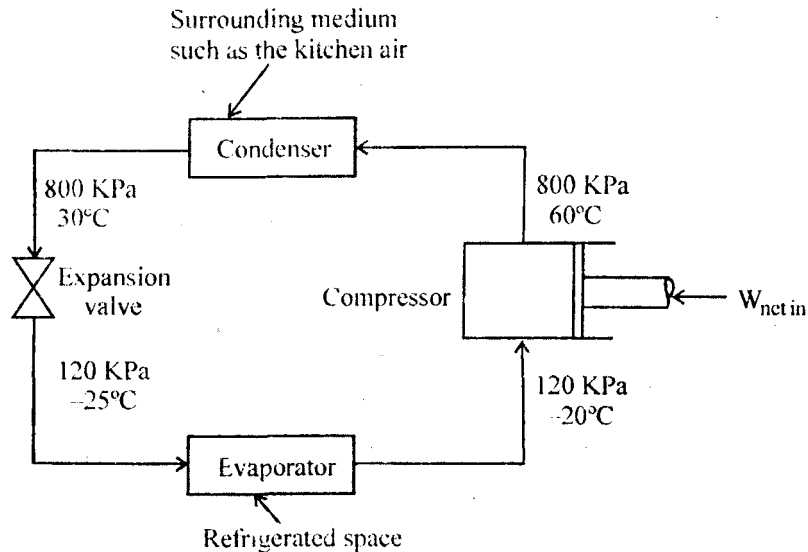 Surrounding medium
such as the kitchen air
Condenser
800 KPa
30°C
800 KPa
60°C
Expansion
valve
Compressor
W net in
120 KPa
–25°C
120 KPa
–20°C
Evaporator
Refrigerated space